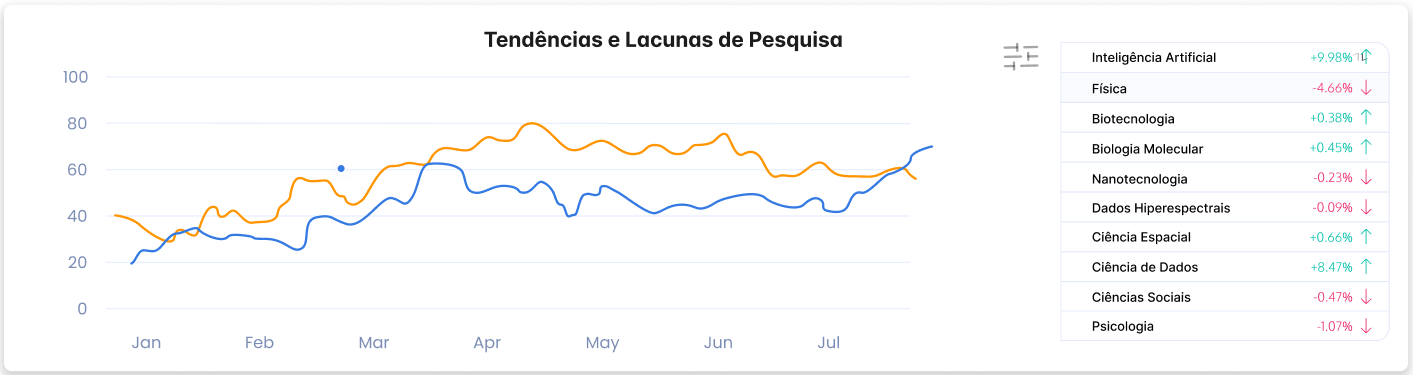 Tendências e Lacunas de Pesquisa
100
80
60
40
20
0
Jan Feb Mar Apr May Jun Jul
Inteligência Artificial +9.98%
Física -4.66%
Biotecnologia +0.38%
Biologia Molecular +0.45%
Nanotecnologia -0.23%
Dados Hiperespectrais -0.09%
Ciência Espacial +0.66%
Ciência de Dados +8.47%
Ciências Sociais -0.47%
Psicologia -1.07%